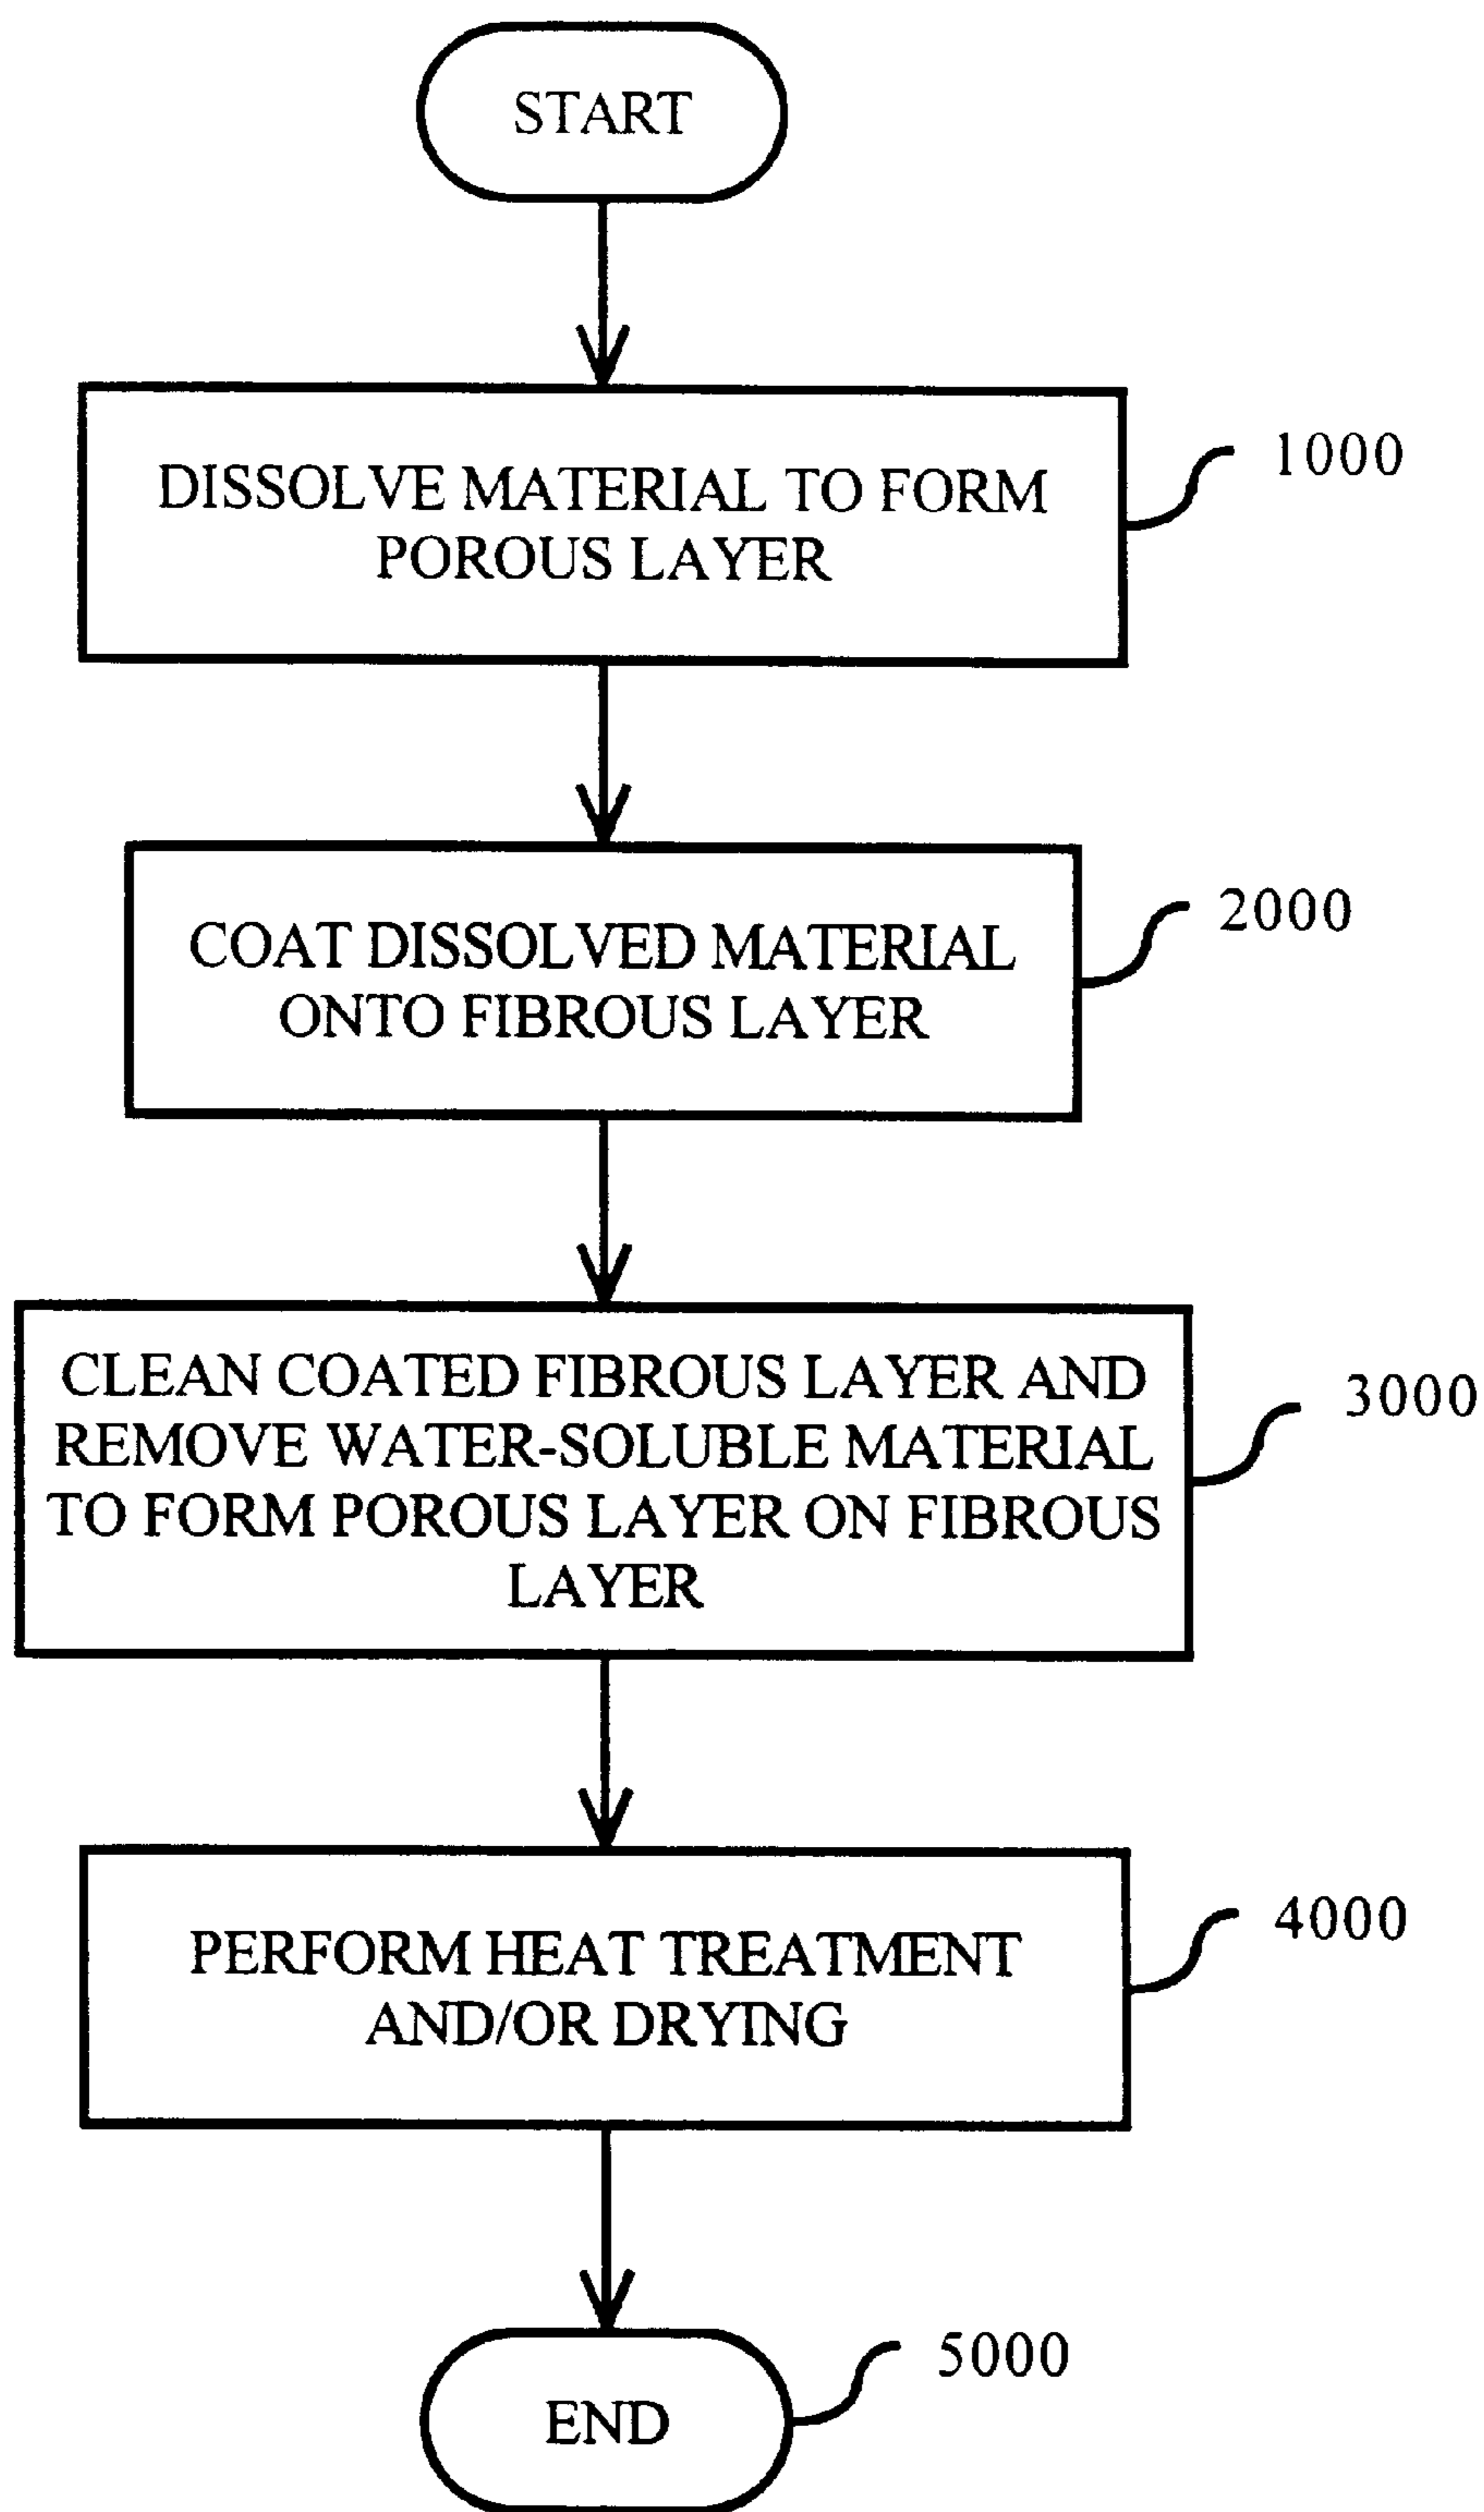 START
DISSOLVE MATERIAL TO FORM
POROUS LAYER
1000
COAT DISSOLVED MATERIAL
ONTO FIBROUS LAYER
2000
CLEAN COATED FIBROUS LAYER AND
REMOVE WATER-SOLUBLE MATERIAL
TO FORM POROUS LAYER ON FIBROUS
LAYER
3000
PERFORM HEAT TREATMENT
AND/OR DRYING
4000
END
5000